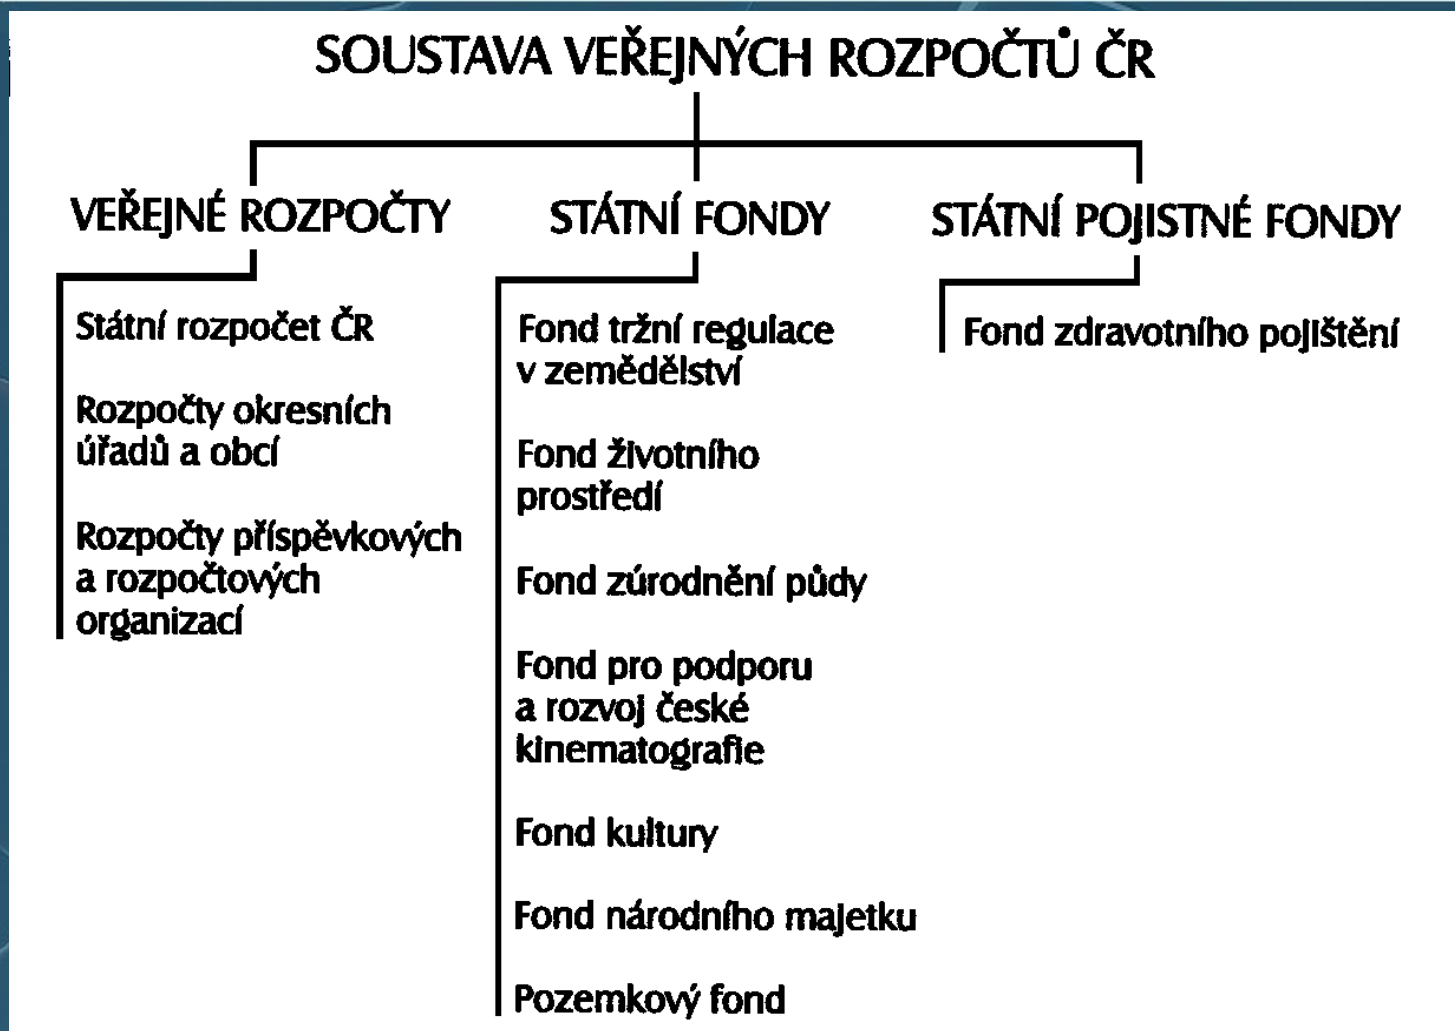 SOUSTAVA VEŘEJNÝCH ROZPOČTŮ ČR
VEŘEJNÉ ROZPOČTY
Státní rozpočet ČR
Rozpočty okresních
úřadů a obcí
Rozpočty příspěvkových
a rozpočtových
organizací
STÁTNÍ FONDY
Fond tržní regulace
v zemědělství
Fond životního
prostředí
Fond zúrodnění půdy
Fond pro podporu
a rozvoj české
kinematografie
Fond kultury
Fond národního majetku
Pozemkový fond
STÁTNÍ POJISTNÉ FONDY
Fond zdravotního pojištění